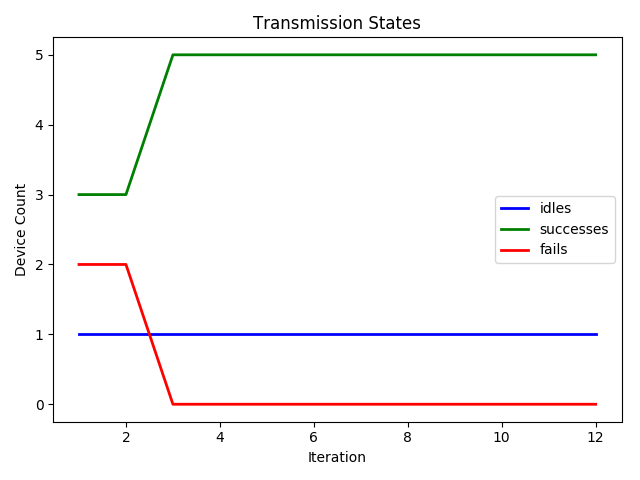 Transmission States
Device Count
5
4
3
2
1
0
idles
successes
fails
2 4 6 8 10 12
Iteration